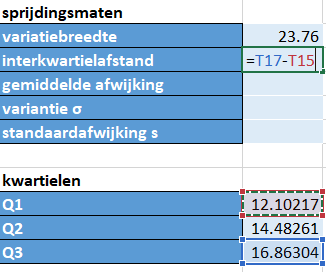 sprijdingsmaten
variatiebreedte 23.76
interkwartielafstand =T17-T15
gemiddelde afwijking
variantie σ
standaardafwijking s
kwartielen
Q1 12.10217
Q2 14.48261
Q3 16.86304